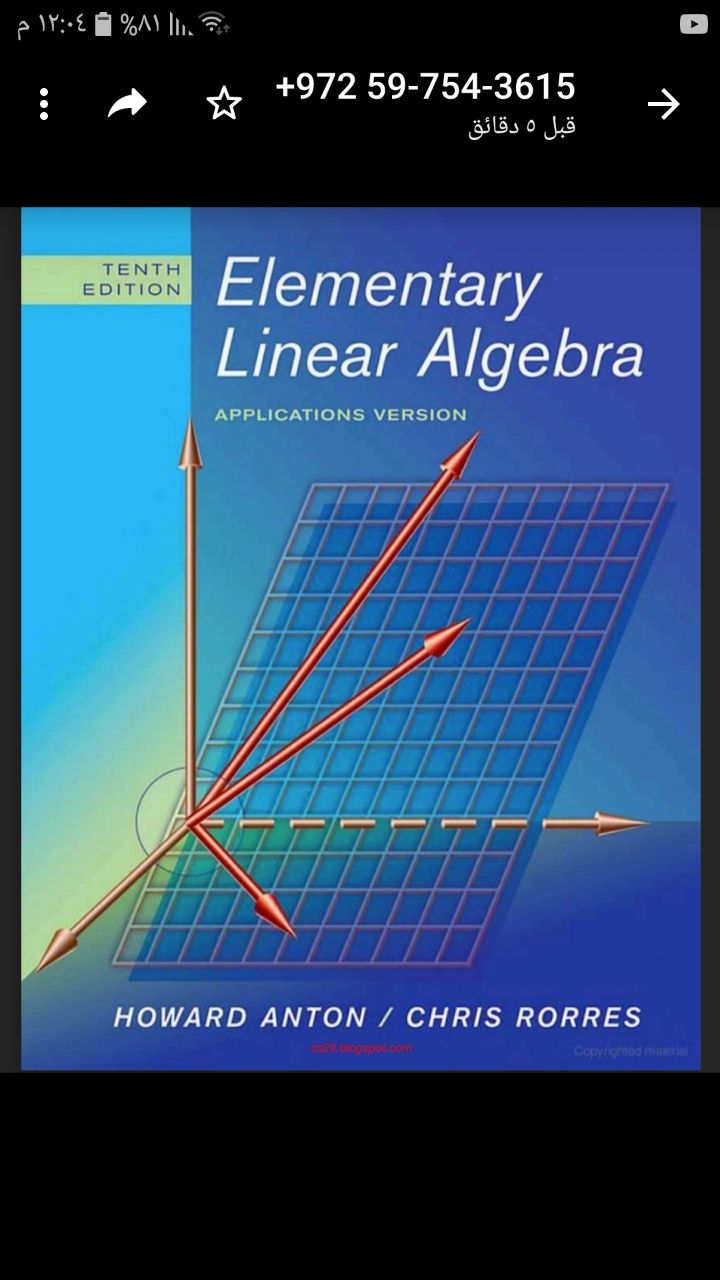 ١٢:٠٤ م
%٨١
+972 59-754-3615
قبل ٥ دقائق
TENTH
EDITION
Elementary
Linear Algebra
APPLICATIONS VERSION
HOWARD ANTON / CHRIS RORRES
cs2it.blogspot.com
Copyrighted material